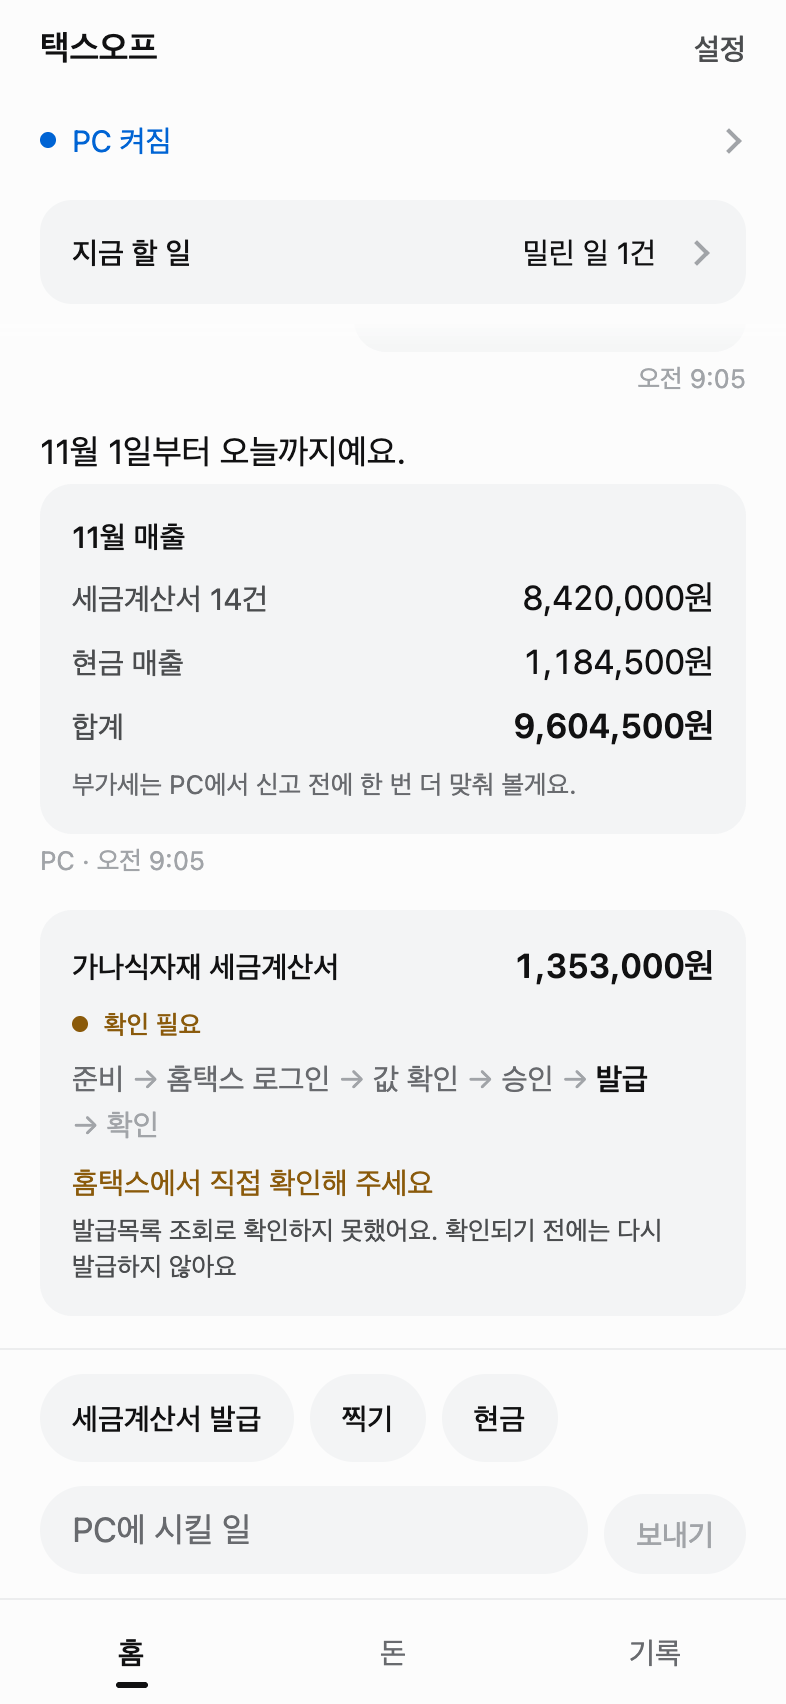 택스오프
설정
PC 켜짐
지금 할 일
밀린 일 1건
오전 9:05
11월 1일부터 오늘까지예요.
11월 매출
세금계산서 14건
8,420,000원
현금 매출
1,184,500원
합계
9,604,500원
부가세는 PC에서 신고 전에 한 번 더 맞춰 볼게요.
PC · 오전 9:05
가나식자재 세금계산서
1,353,000원
확인 필요
준비 → 홈택스 로그인 → 값 확인 → 승인 → 발급
→ 확인
홈택스에서 직접 확인해 주세요
발급목록 조회로 확인하지 못했어요. 확인되기 전에는 다시
발급하지 않아요
세금계산서 발급
찍기
현금
PC에 시킬 일
보내기
홈
돈
기록